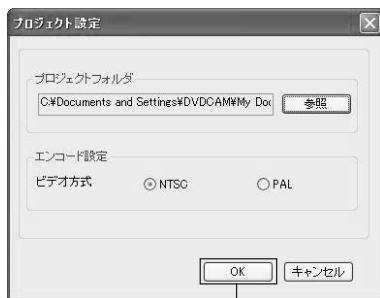 プロジェクト設定
プロジェクトフォルダ
C:¥Documents and Settings¥DVDCAM¥My Doc
参照
エンコード設定
ビデオ方式 NTSC PAL
OK キャンセル